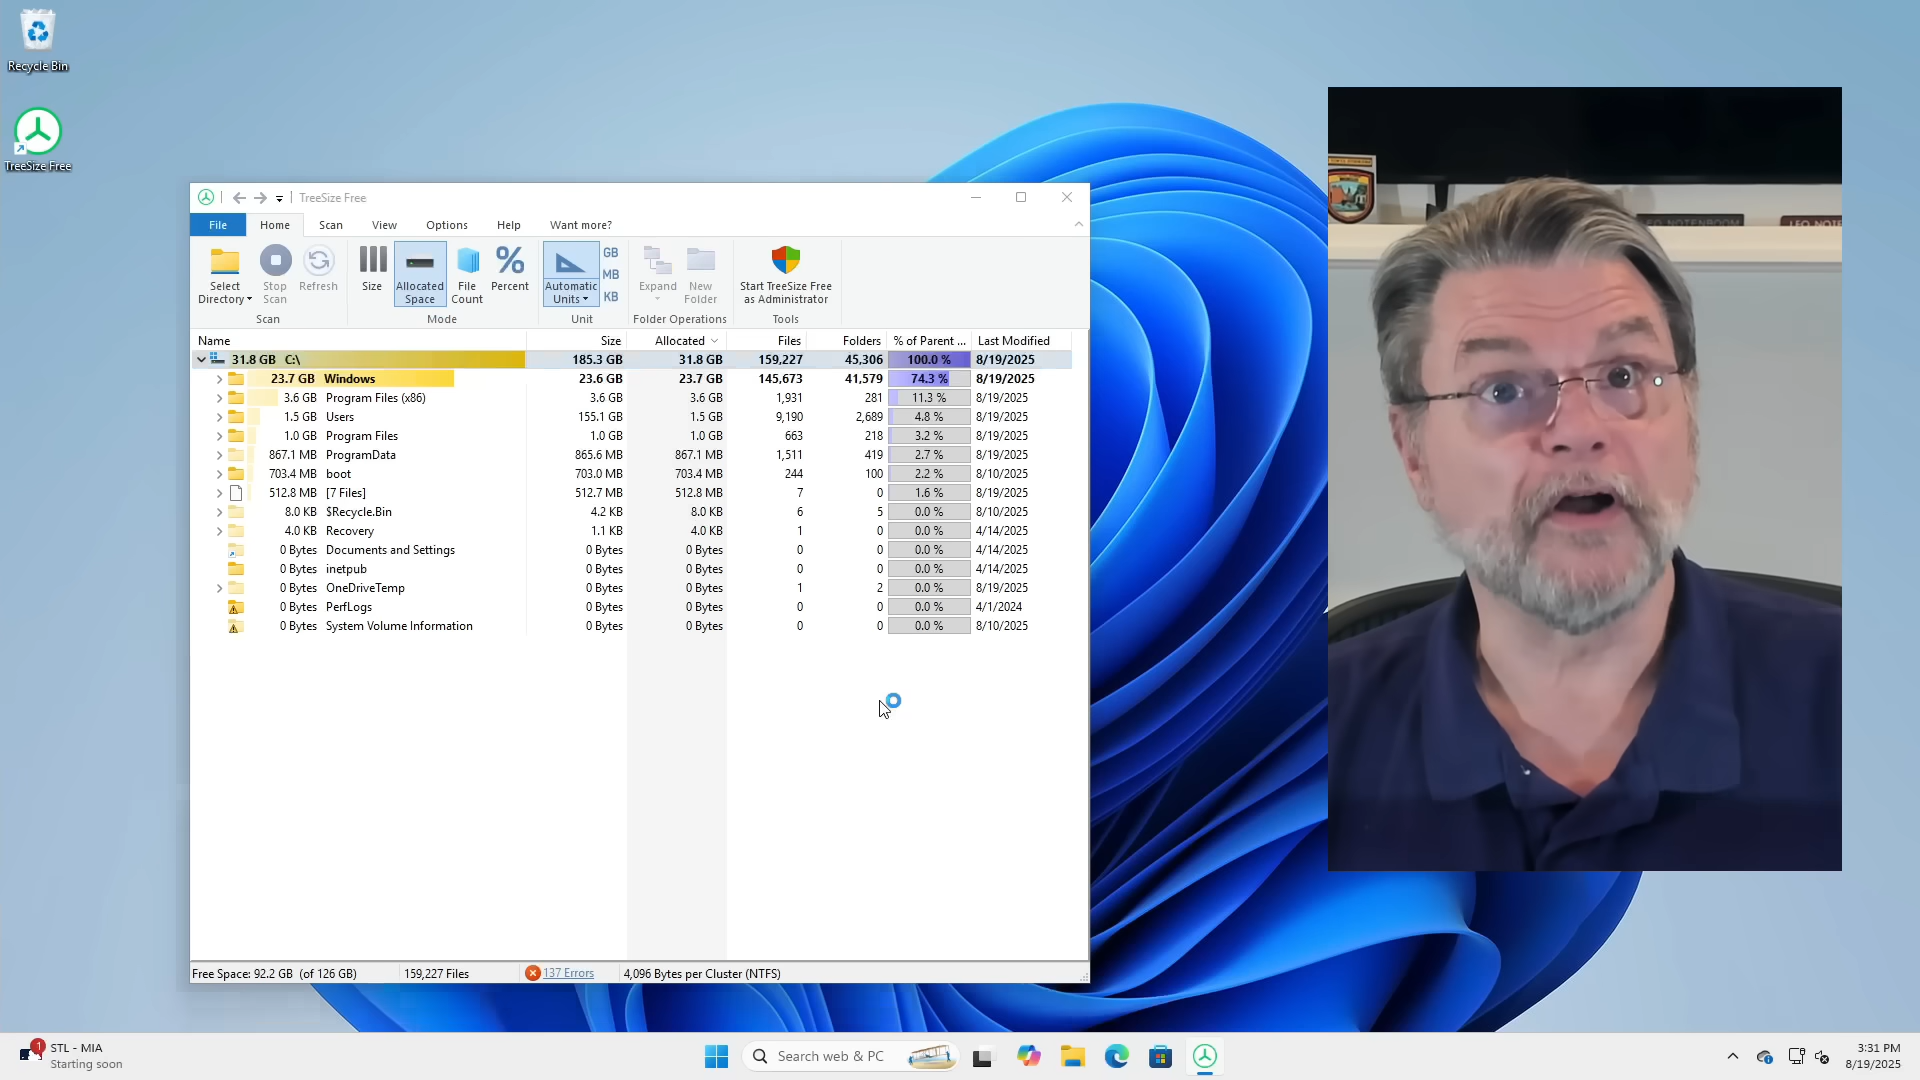 Recycle Bin
TreeSize Free
TreeSize Free
File Home Scan View Options Help Want more?
Select Directory
Stop Scan
Refresh
Scan
Size
Allocated Space
File Count
Percent
Mode
Automatic Units
GB
MB
KB
Unit
Expand
New Folder
Folder Operations
Start TreeSize Free as Administrator
Tools
Name Size Allocated Files Folders % of Parent ... Last Modified
31.8 GB C:\ 185.3 GB 31.8 GB 159,227 45,306 100.0 % 8/19/2025
23.7 GB Windows 23.6 GB 23.7 GB 145,673 41,579 74.3 % 8/19/2025
3.6 GB Program Files (x86) 3.6 GB 3.6 GB 1,931 281 11.3 % 8/19/2025
1.5 GB Users 155.1 GB 1.5 GB 9,190 2,689 4.8 % 8/19/2025
1.0 GB Program Files 1.0 GB 1.0 GB 663 218 3.2 % 8/19/2025
867.1 MB ProgramData 865.6 MB 867.1 MB 1,511 419 2.7 % 8/19/2025
703.4 MB boot 703.0 MB 703.4 MB 244 100 2.2 % 8/10/2025
512.8 MB [7 Files] 512.7 MB 512.8 MB 7 0 1.6 % 8/19/2025
8.0 KB $Recycle.Bin 4.2 KB 8.0 KB 6 5 0.0 % 8/10/2025
4.0 KB Recovery 1.1 KB 4.0 KB 1 0 0.0 % 4/14/2025
0 Bytes Documents and Settings 0 Bytes 0 Bytes 0 0 0.0 % 4/14/2025
0 Bytes inetpub 0 Bytes 0 Bytes 0 0 0.0 % 4/14/2025
0 Bytes OneDriveTemp 0 Bytes 0 Bytes 1 2 0.0 % 8/19/2025
0 Bytes PerfLogs 0 Bytes 0 Bytes 0 0 0.0 % 4/1/2024
0 Bytes System Volume Information 0 Bytes 0 Bytes 0 0 0.0 % 8/10/2025
Free Space: 92.2 GB (of 126 GB) 159,227 Files 137 Errors 4,096 Bytes per Cluster (NTFS)
LEO NOTENBOOM
LEO NOTE
1
STL - MIA
Starting soon
Search web & PC
3:31 PM
8/19/2025